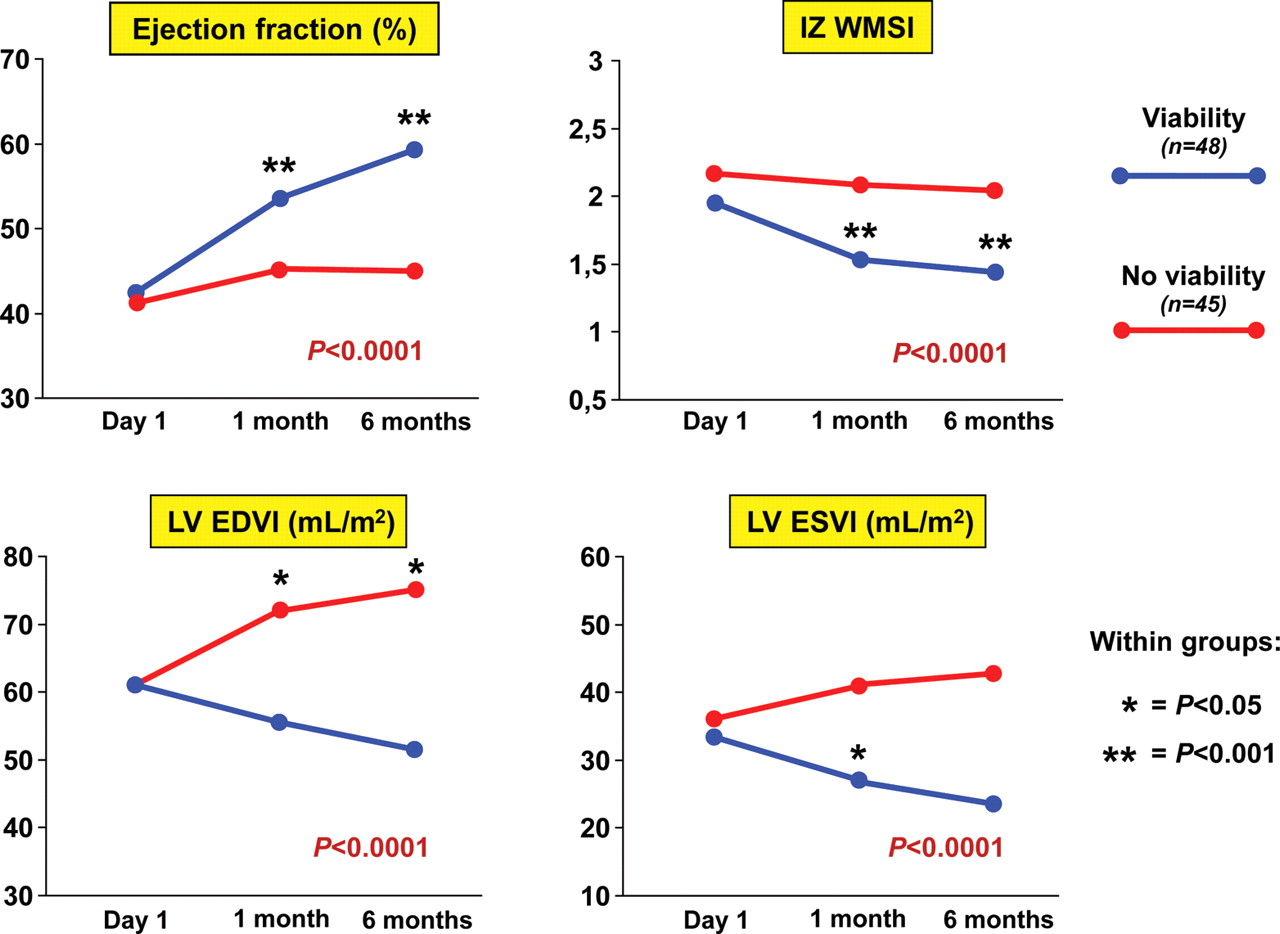 Ejection fraction (%)
70
60
50
40
30
**
**
P<0.0001
Day 1 1 month 6 months
IZ WMSI
3
2,5
2
1,5
1
0,5
**
**
P<0.0001
Day 1 1 month 6 months
Viability
(n=48)
No viability
(n=45)
LV EDVI (mL/m²)
80
70
60
50
40
30
*
*
P<0.0001
Day 1 1 month 6 months
LV ESVI (mL/m²)
60
50
40
30
20
10
*
P<0.0001
Day 1 1 month 6 months
Within groups:
* = P<0.05
** = P<0.001